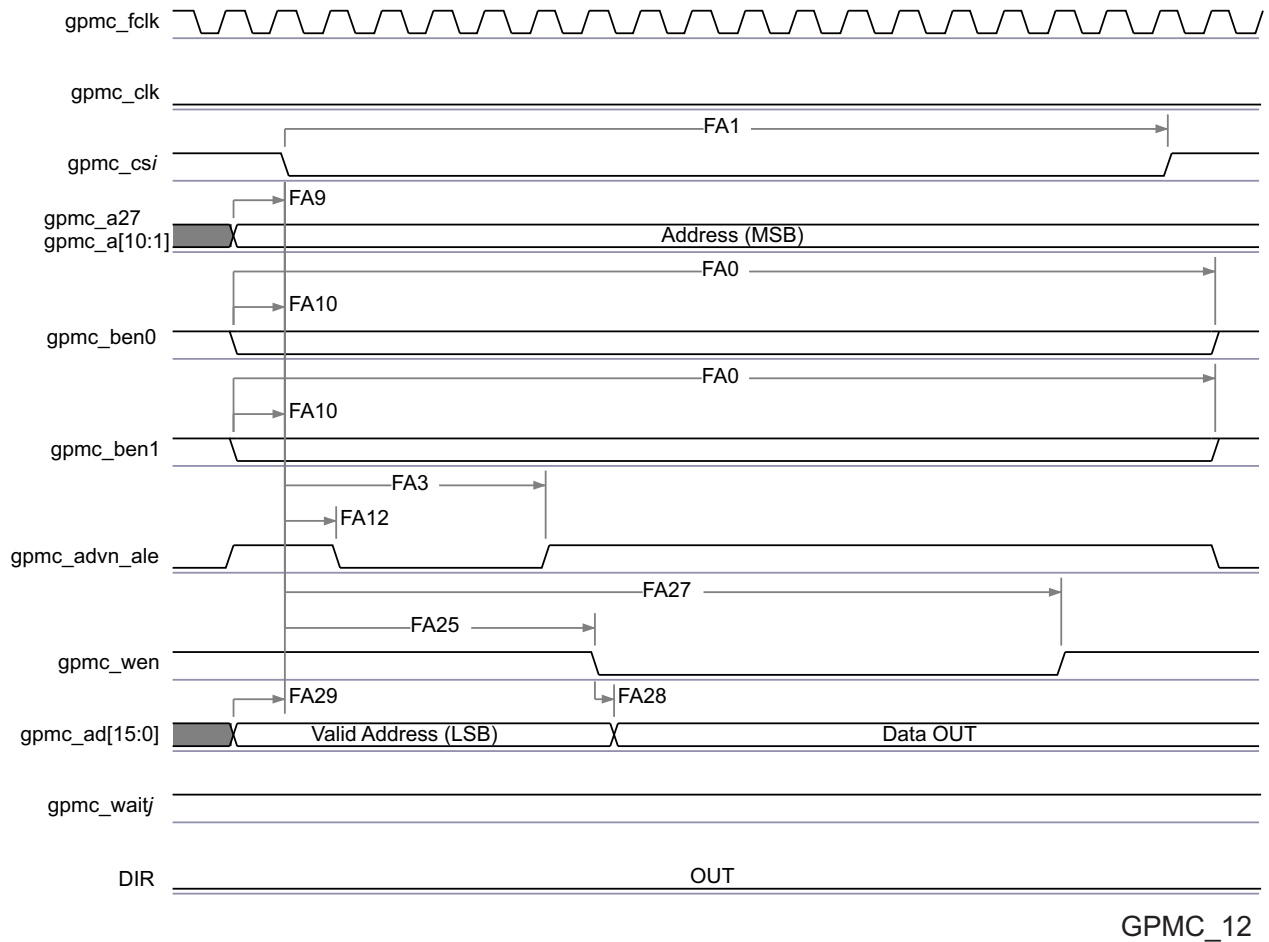 gpmc_fclk
gpmc_clk
FA1
gpmc_csi
FA9
gpmc_a27
gpmc_a[10:1]
Address (MSB)
FA0
FA10
gpmc_ben0
FA0
FA10
gpmc_ben1
FA3
FA12
gpmc_advn_ale
FA27
FA25
gpmc_wen
FA29
FA28
gpmc_ad[15:0]
Valid Address (LSB)
Data OUT
gpmc_waitj
DIR
OUT
GPMC_12